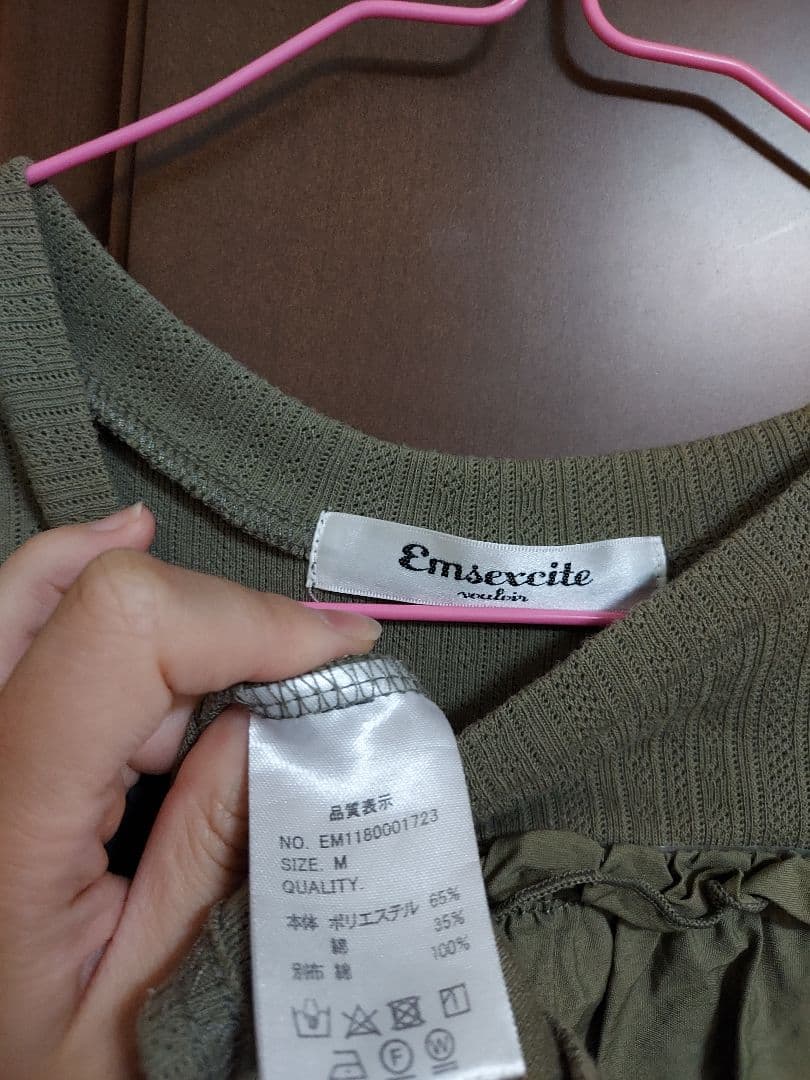 Emsexcite
vouloir
品質表示
NO. EM1180001723
SIZE. M
QUALITY.
本体 ポリエステル 65%
綿 35%
別布 綿 100%
F W